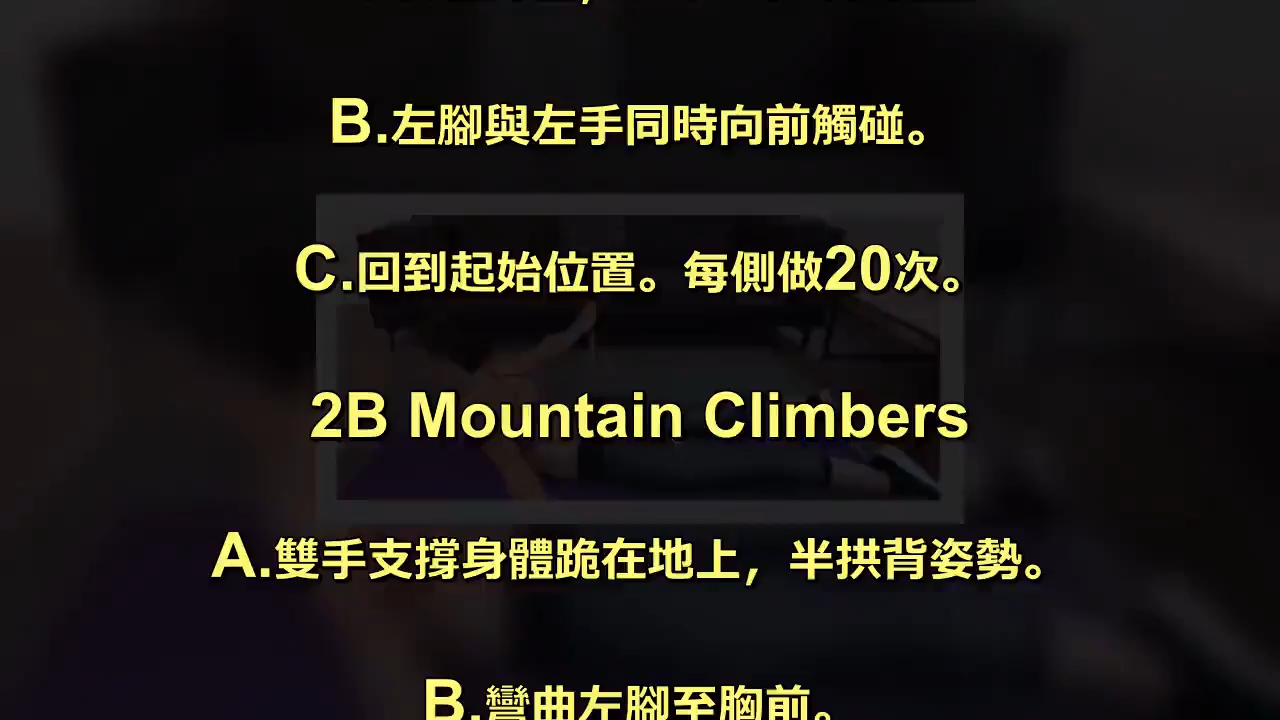 B.左腳與左手同時向前觸碰。
C.回到起始位置。每側做20次。
2B Mountain Climbers
A.雙手支撐身體跪在地上，半拱背姿勢。
B.彎曲左腳至胸前。